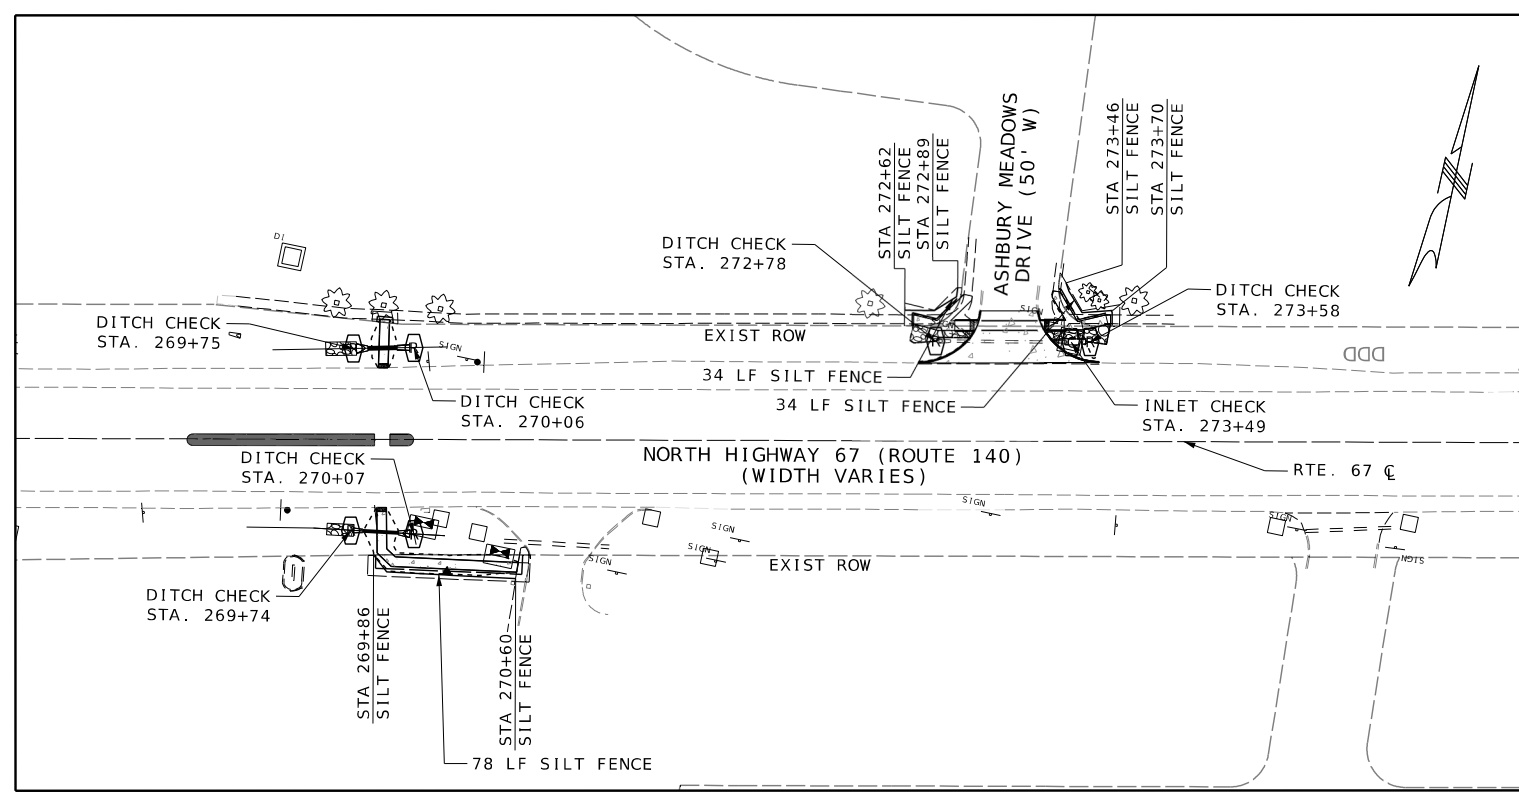 STA 272+62
SILT FENCE
STA 272+89
SILT FENCE
ASHBURY MEADOWS
DRIVE (50' W)
STA 273+46
SILT FENCE
STA 273+70
SILT FENCE
DI
DITCH CHECK
STA. 272+78
DITCH CHECK
STA. 273+58
DITCH CHECK
STA. 269+75
SIGN
SIGN
EXIST ROW
34 LF SILT FENCE
34 LF SILT FENCE
DITCH CHECK
STA. 270+06
INLET CHECK
STA. 273+49
DITCH CHECK
STA. 270+07
NORTH HIGHWAY 67 (ROUTE 140)
(WIDTH VARIES)
RTE. 67 ℄
SIGN
SIGN
SIGN
SIGN
SIGN
SIGN
EXIST ROW
DITCH CHECK
STA. 269+74
STA 269+86
SILT FENCE
STA 270+60
SILT FENCE
78 LF SILT FENCE